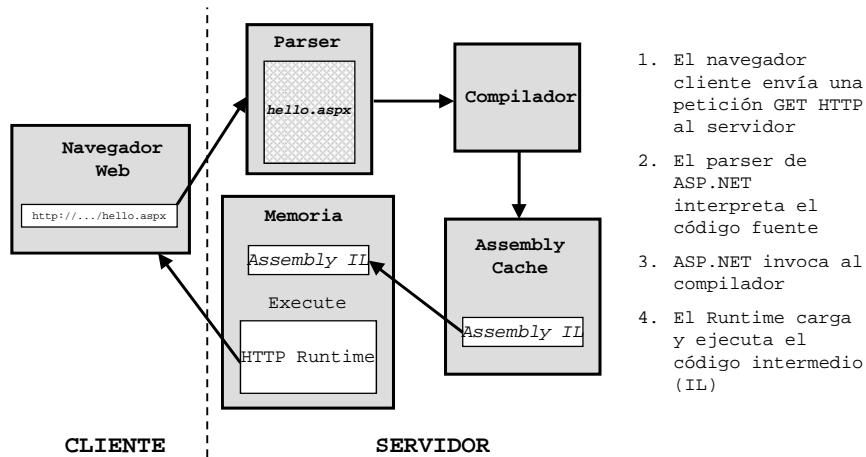 Parser
hello.aspx
Compilador
Navegador
Web
http://.../hello.aspx
Memoria
Assembly IL
Execute
HTTP Runtime
Assembly
Cache
Assembly IL
CLIENTE
SERVIDOR
1. El navegador
cliente envía una
petición GET HTTP
al servidor
2. El parser de
ASP.NET
interpreta el
código fuente
3. ASP.NET invoca al
compilador
4. El Runtime carga
y ejecuta el
código intermedio
(IL)